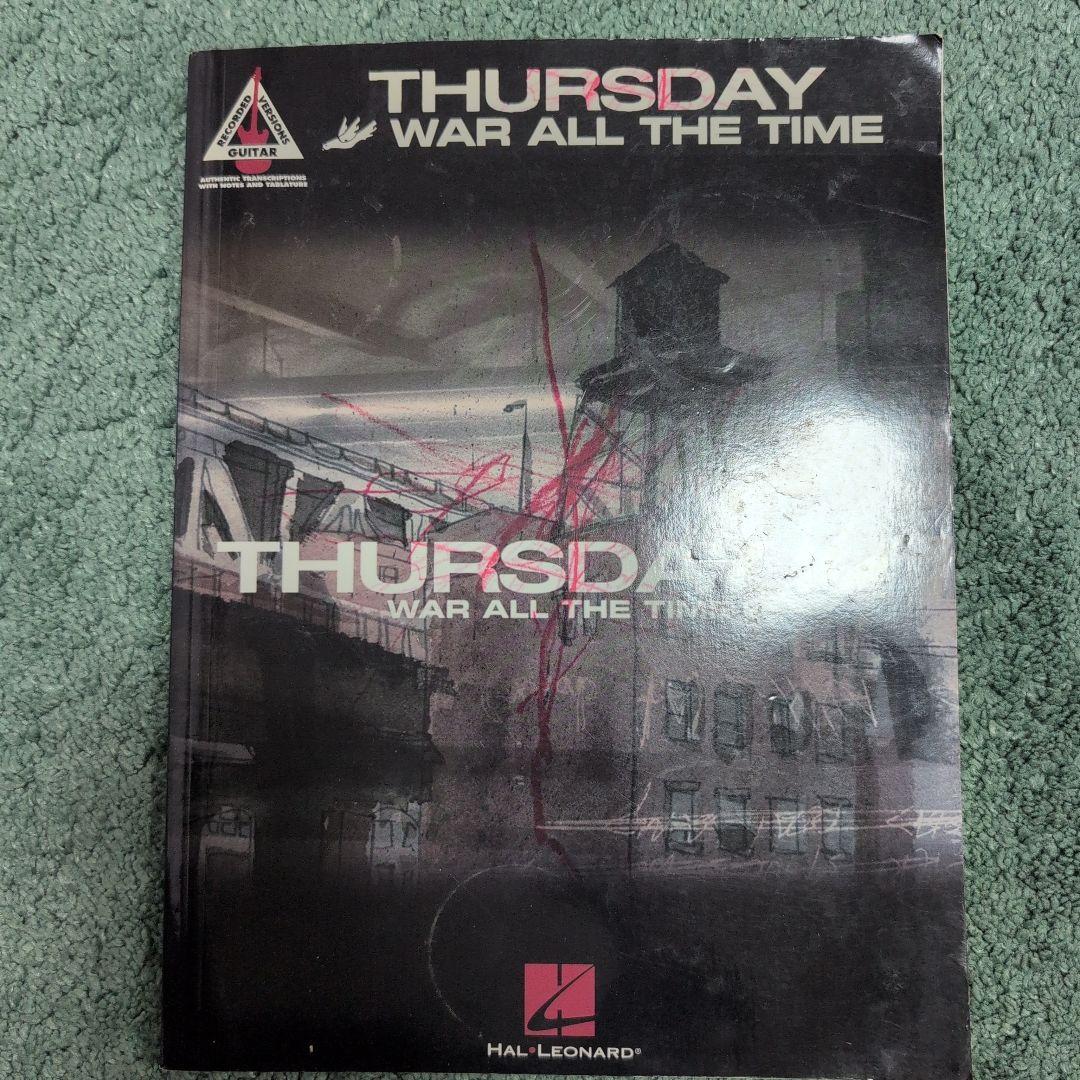 RECORDED VERSIONS
GUITAR
AUTHENTIC TRANSCRIPTIONS
WITH NOTES AND TABLATURE
THURSDAY
WAR ALL THE TIME
THURSDA
WAR ALL THE TIME
HAL•LEONARD®